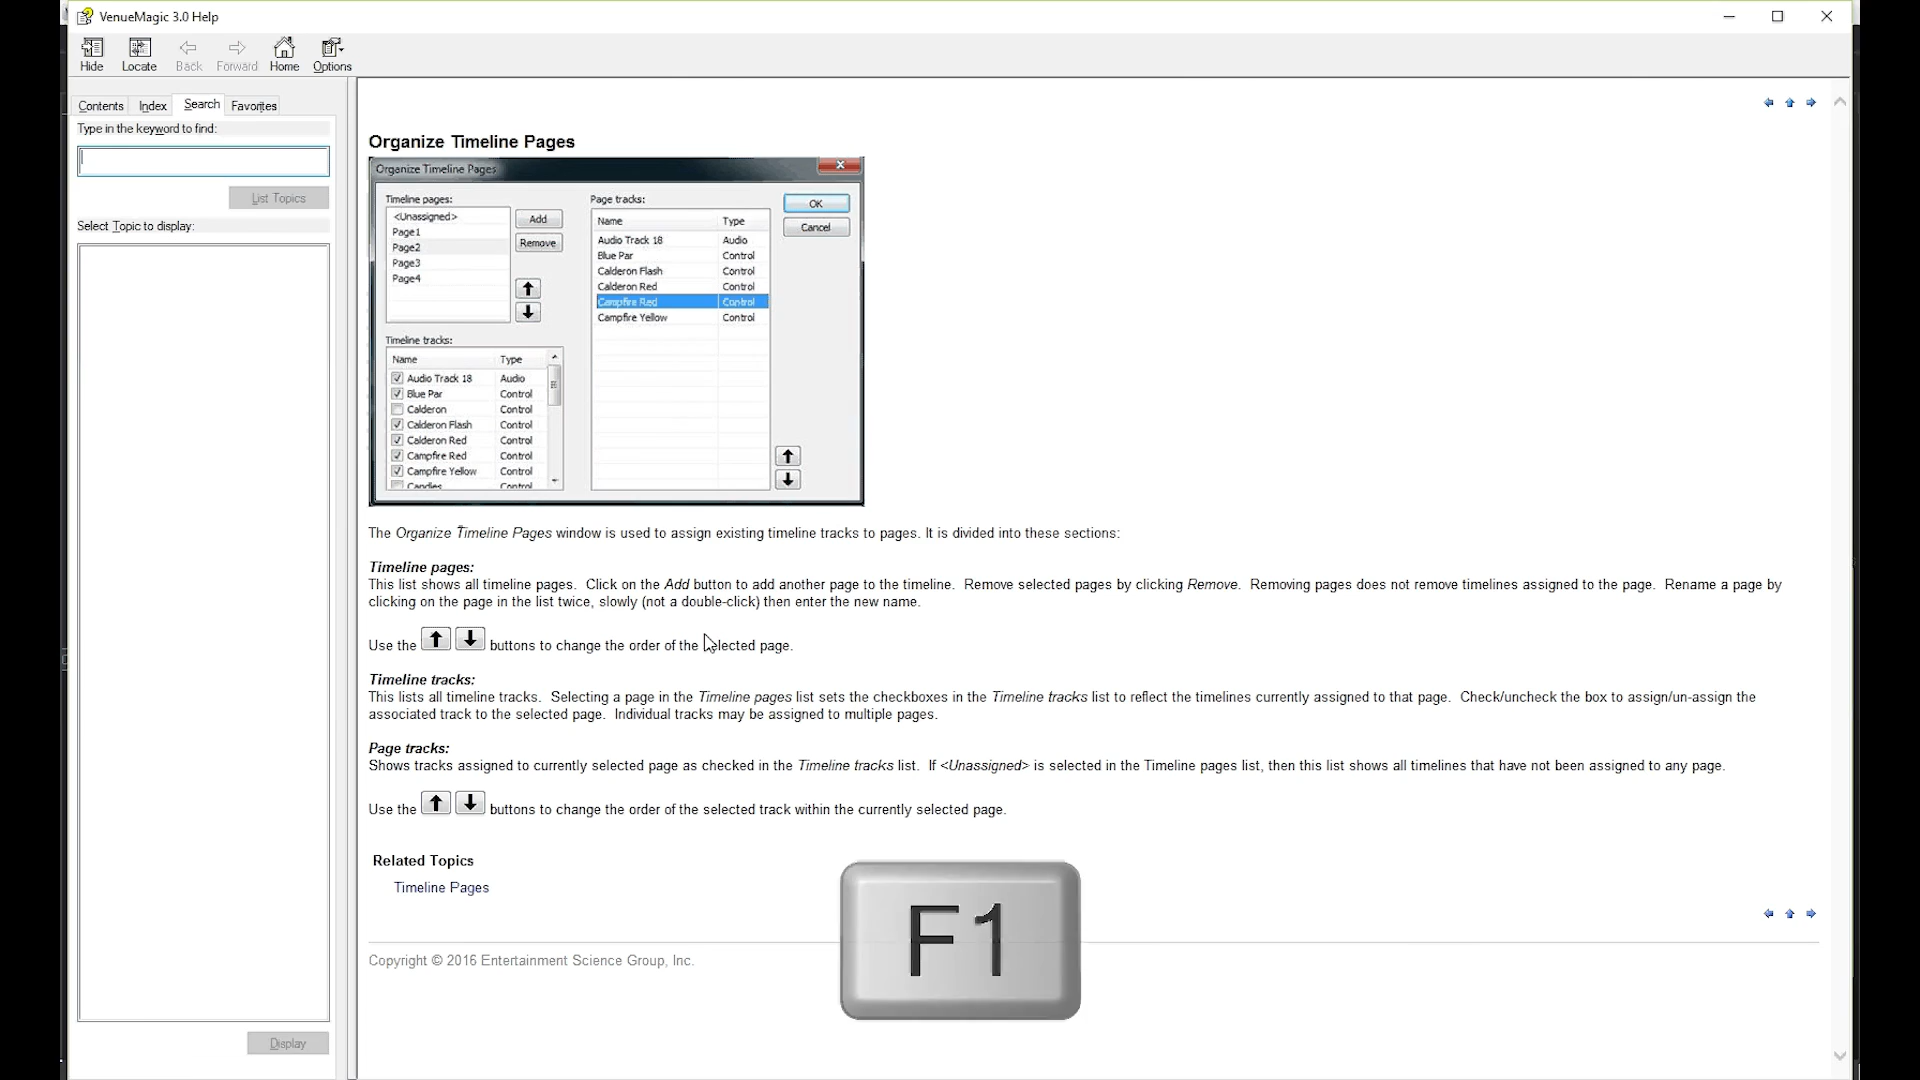 VenueMagic 3.0 Help
Hide Locate Back Forward Home Options
Contents Index Search Favorites
Type in the keyword to find:
List Topics
Select Topic to display:
Display
Organize Timeline Pages
Organize Timeline Pages
Timeline pages:
<Unassigned>
Page1
Page2
Page3
Page4
Add
Remove
Timeline tracks:
Name Type
Audio Track 18 Audio
Blue Par Control
Calderon Control
Calderon Flash Control
Calderon Red Control
Campfire Red Control
Campfire Yellow Control
Candles Control
Page tracks:
Name Type
Audio Track 18 Audio
Blue Par Control
Calderon Flash Control
Calderon Red Control
Campfire Red Control
Campfire Yellow Control
OK
Cancel
The Organize Timeline Pages window is used to assign existing timeline tracks to pages. It is divided into these sections:
Timeline pages:
This list shows all timeline pages. Click on the Add button to add another page to the timeline. Remove selected pages by clicking Remove. Removing pages does not remove timelines assigned to the page. Rename a page by
clicking on the page in the list twice, slowly (not a double-click) then enter the new name.
Use the buttons to change the order of the selected page.
Timeline tracks:
This lists all timeline tracks. Selecting a page in the Timeline pages list sets the checkboxes in the Timeline tracks list to reflect the timelines currently assigned to that page. Check/uncheck the box to assign/un-assign the
associated track to the selected page. Individual tracks may be assigned to multiple pages.
Page tracks:
Shows tracks assigned to currently selected page as checked in the Timeline tracks list. If <Unassigned> is selected in the Timeline pages list, then this list shows all timelines that have not been assigned to any page.
Use the buttons to change the order of the selected track within the currently selected page.
Related Topics
Timeline Pages
Copyright © 2016 Entertainment Science Group, Inc.
F1